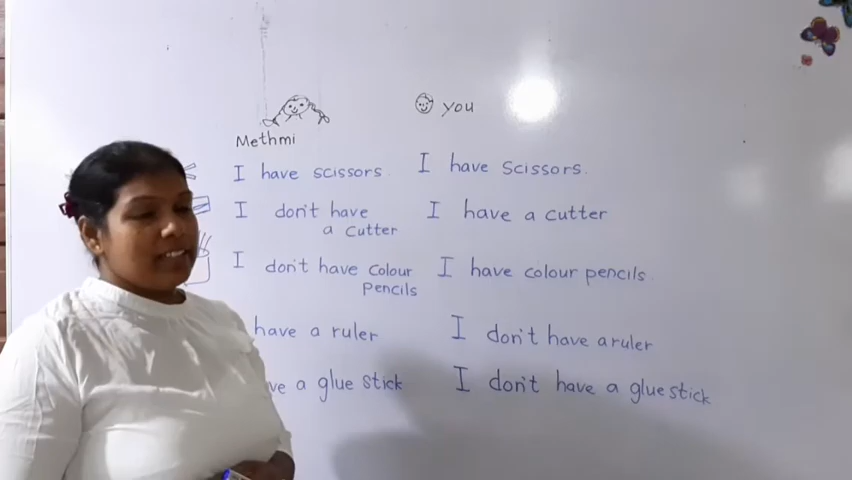 you
Methmi
I have scissors. I have scissors.
I don't have I have a cutter
a cutter
I don't have colour I have colour pencils.
pencils
have a ruler I don't have a ruler
ve a glue stick I don't have a glue stick